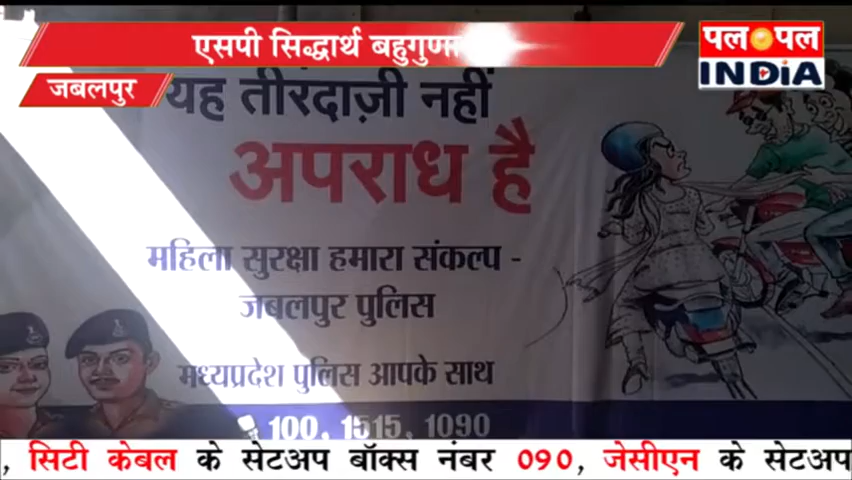 एसपी सिद्धार्थ बहुगुणा
पल पल
INDIA
जबलपुर
यह तीरदाज़ी नहीं
अपराध है
महिला सुरक्षा हमारा संकल्प -
जबलपुर पुलिस
मध्यप्रदेश पुलिस आपके साथ
100, 1515, 1090
, सिटी केबल के सेटअप बॉक्स नंबर 090, जेसीएन के सेटअप